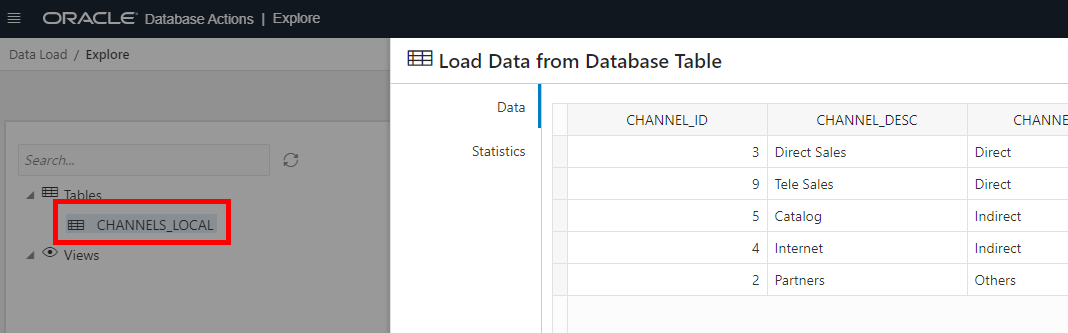 ORACLE Database Actions | Explore
Data Load / Explore
Search...
Tables
CHANNELS_LOCAL
Views
Load Data from Database Table
Data
Statistics
CHANNEL_ID CHANNEL_DESC CHANNE
3 Direct Sales Direct
9 Tele Sales Direct
5 Catalog Indirect
4 Internet Indirect
2 Partners Others